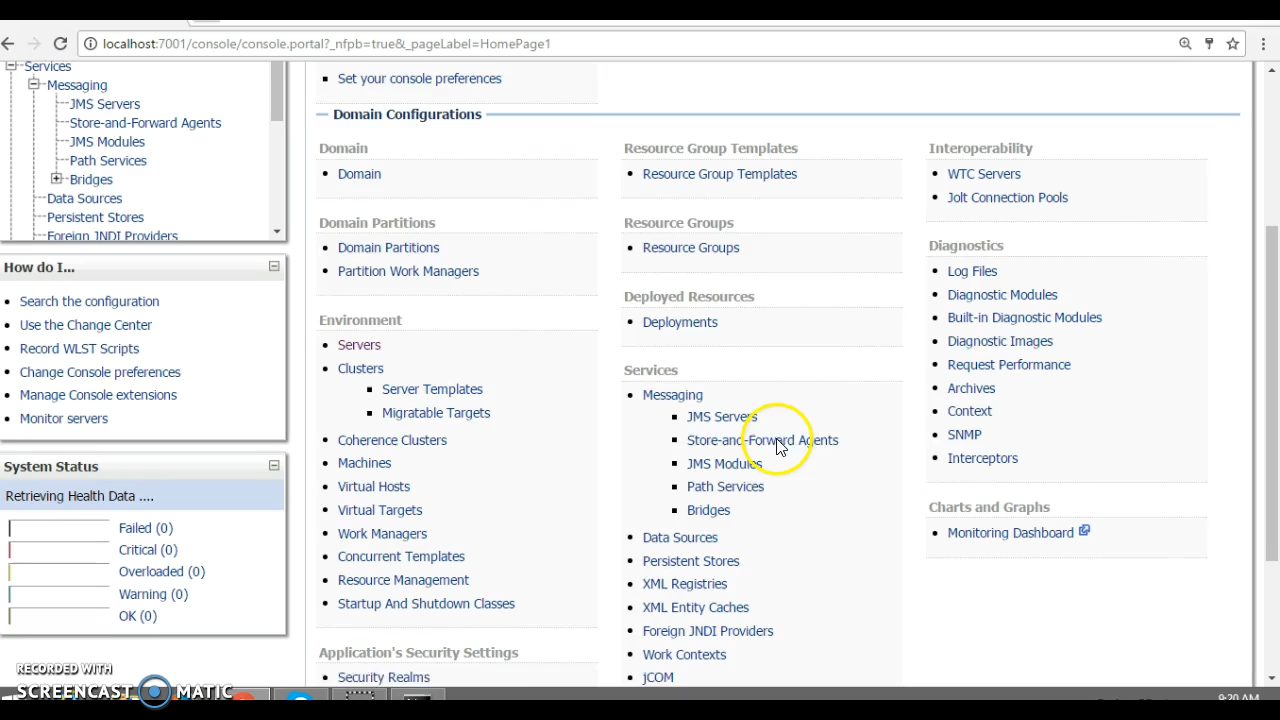 localhost:7001/console/console.portal?_nfpb=true&_pageLabel=HomePage1
Services
Messaging
JMS Servers
Store-and-Forward Agents
JMS Modules
Path Services
Bridges
Data Sources
Persistent Stores
Foreign JNDI Providers
How do I...
Search the configuration
Use the Change Center
Record WLST Scripts
Change Console preferences
Manage Console extensions
Monitor servers
System Status
Retrieving Health Data ....
Failed (0)
Critical (0)
Overloaded (0)
Warning (0)
OK (0)
Set your console preferences
Domain Configurations
Domain
Domain
Domain Partitions
Domain Partitions
Partition Work Managers
Environment
Servers
Clusters
Server Templates
Migratable Targets
Coherence Clusters
Machines
Virtual Hosts
Virtual Targets
Work Managers
Concurrent Templates
Resource Management
Startup And Shutdown Classes
Application's Security Settings
Security Realms
Resource Group Templates
Resource Group Templates
Resource Groups
Resource Groups
Deployed Resources
Deployments
Services
Messaging
JMS Servers
Store-and-Forward Agents
JMS Modules
Path Services
Bridges
Data Sources
Persistent Stores
XML Registries
XML Entity Caches
Foreign JNDI Providers
Work Contexts
jCOM
Interoperability
WTC Servers
Jolt Connection Pools
Diagnostics
Log Files
Diagnostic Modules
Built-in Diagnostic Modules
Diagnostic Images
Request Performance
Archives
Context
SNMP
Interceptors
Charts and Graphs
Monitoring Dashboard
RECORDED WITH
SCREENCAST MATIC
9:20 AM